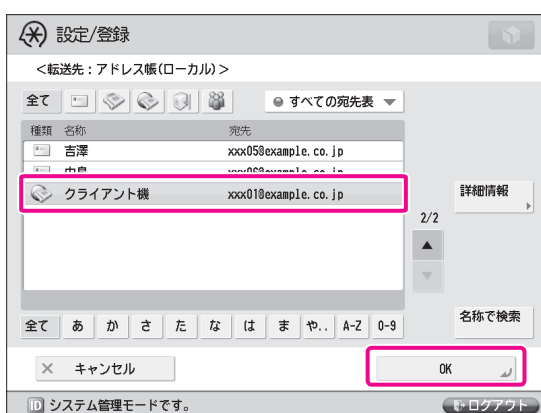 設定/登録
<転送先：アドレス帳(ローカル)>
全て すべての宛先表
種類 名称 宛先
吉澤 xxx05@example.co.jp
クライアント機 xxx01@example.co.jp
詳細情報
2/2
名称で検索
全て あ か さ た な は ま や.. A-Z 0-9
キャンセル OK
ID システム管理モードです。 ログアウト